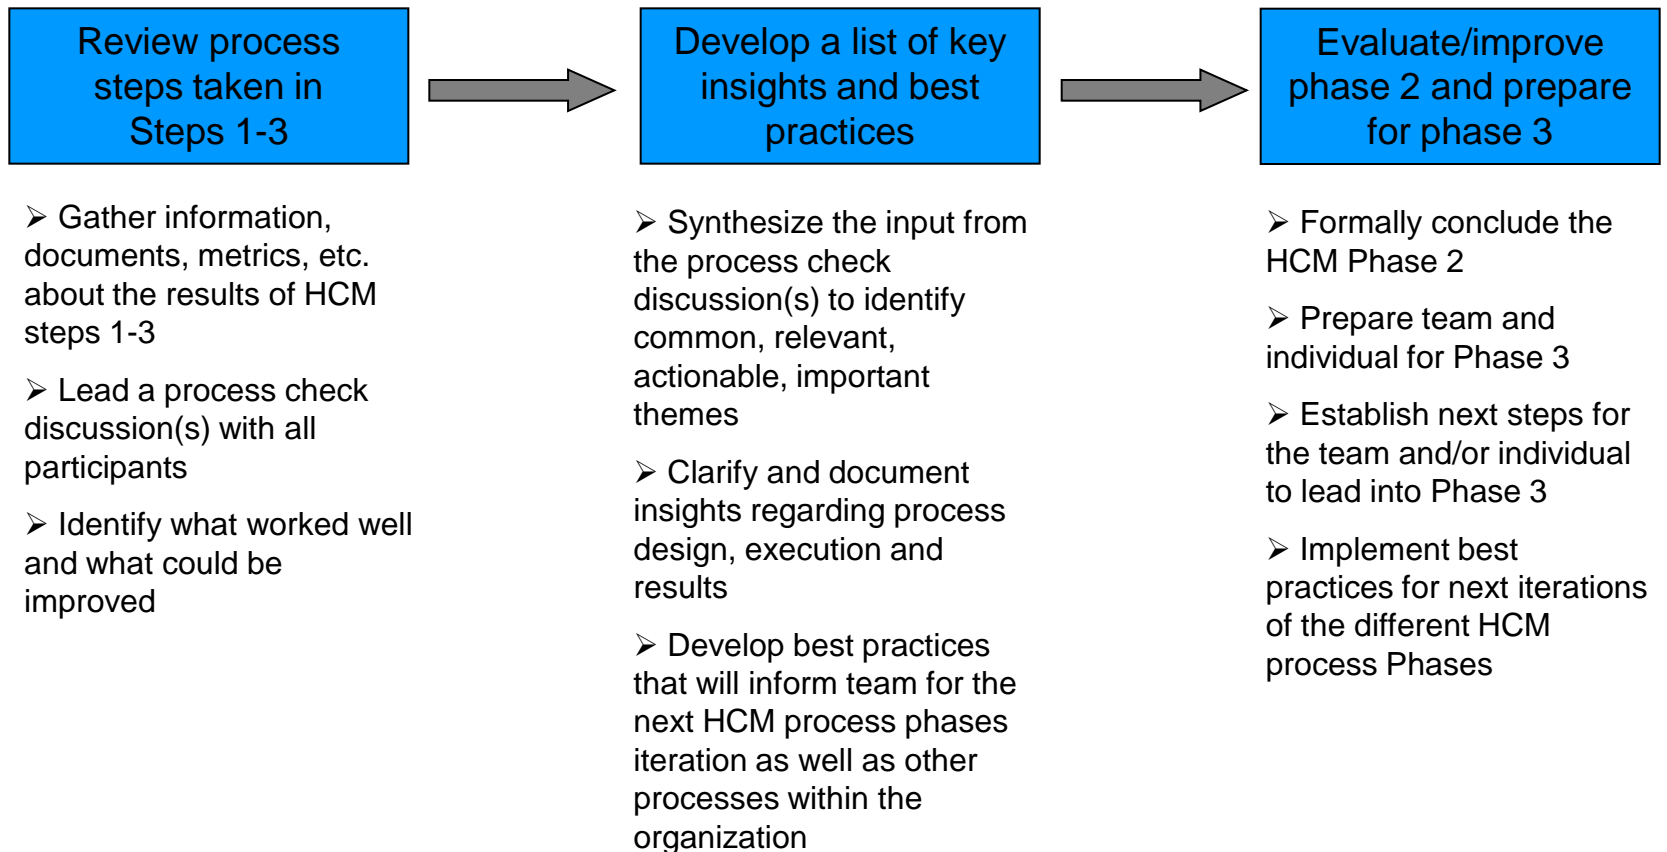 Review process
steps taken in
Steps 1-3
➢ Gather information,
documents, metrics, etc.
about the results of HCM
steps 1-3
➢ Lead a process check
discussion(s) with all
participants
➢ Identify what worked well
and what could be
improved
Develop a list of key
insights and best
practices
➢ Synthesize the input from
the process check
discussion(s) to identify
common, relevant,
actionable, important
themes
➢ Clarify and document
insights regarding process
design, execution and
results
➢ Develop best practices
that will inform team for the
next HCM process phases
iteration as well as other
processes within the
organization
Evaluate/improve
phase 2 and prepare
for phase 3
➢ Formally conclude the
HCM Phase 2
➢ Prepare team and
individual for Phase 3
➢ Establish next steps for
the team and/or individual
to lead into Phase 3
➢ Implement best
practices for next iterations
of the different HCM
process Phases